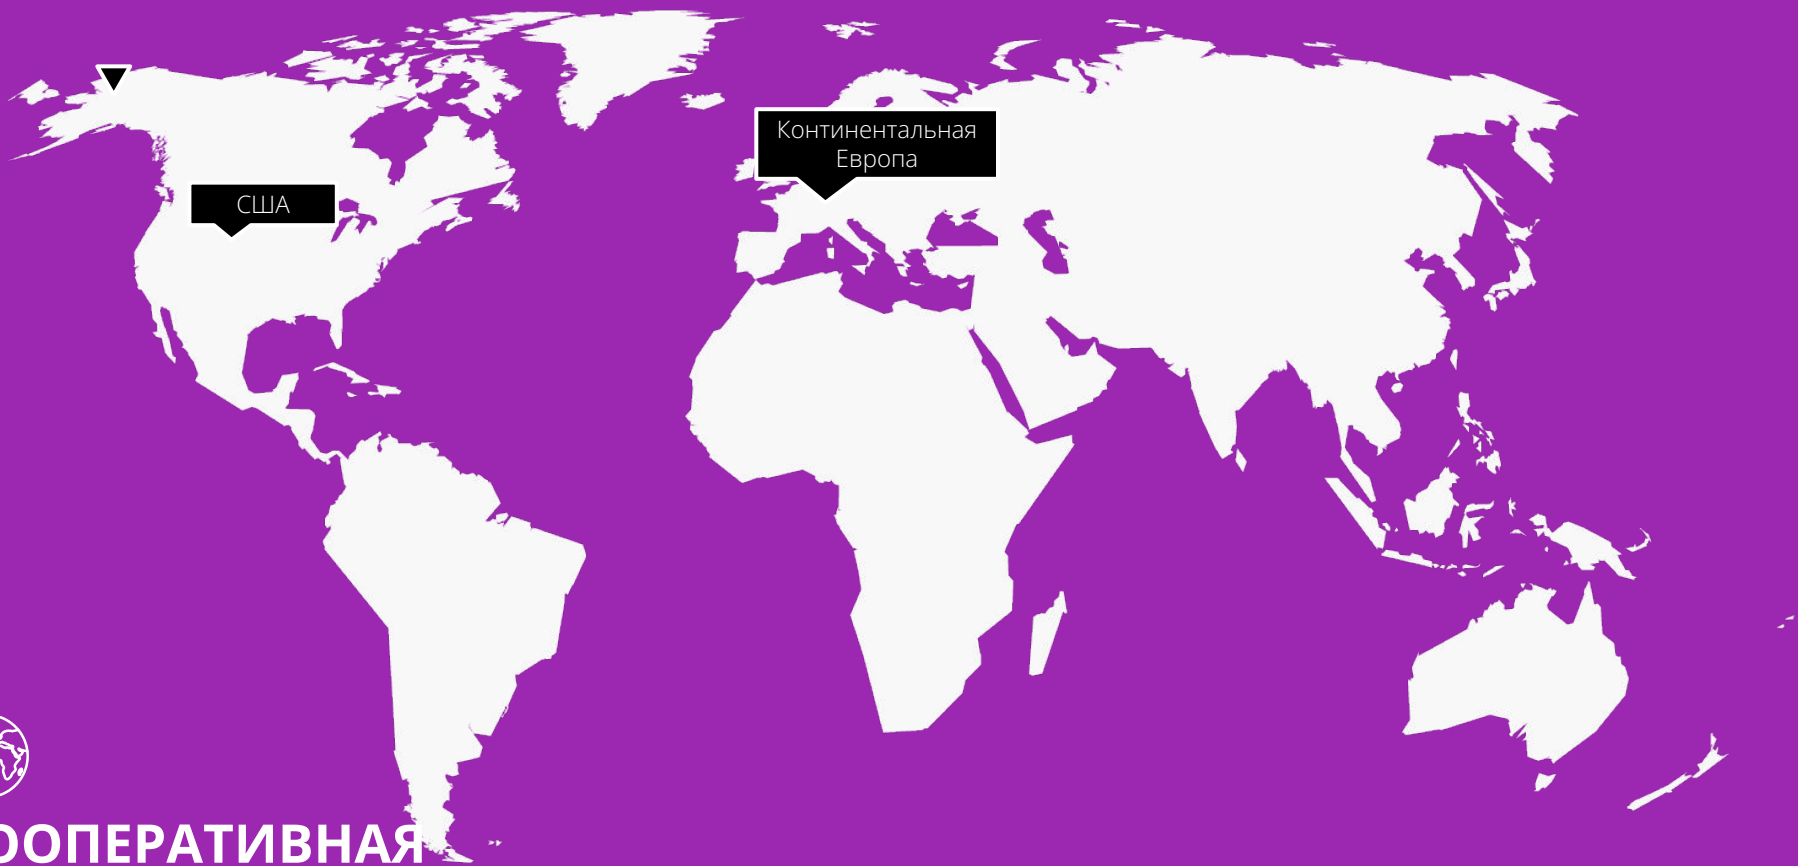 Континентальная
Европа
США
ООПЕРАТИВНАЯ